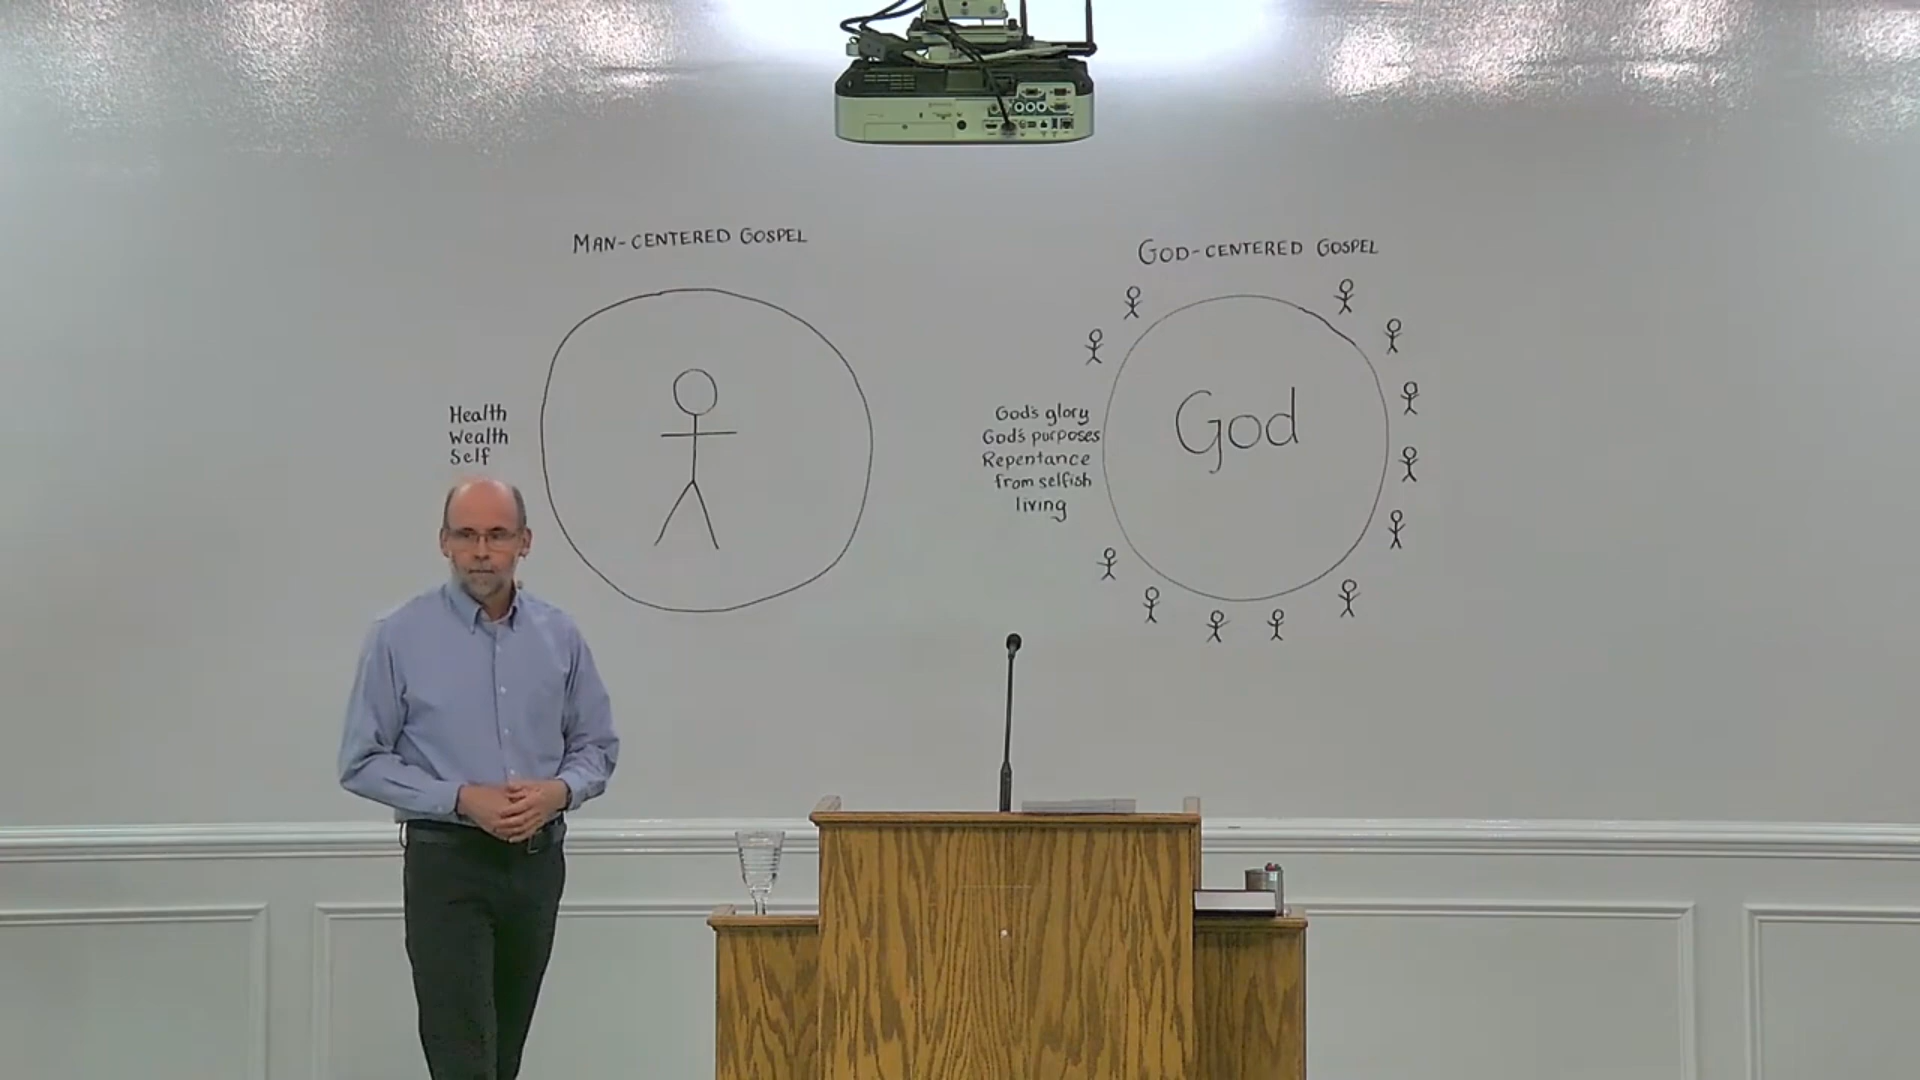 MAN-CENTERED GOSPEL
Health
Wealth
Self
GOD-CENTERED GOSPEL
God's glory
God's purposes
Repentance
from selfish
living
God